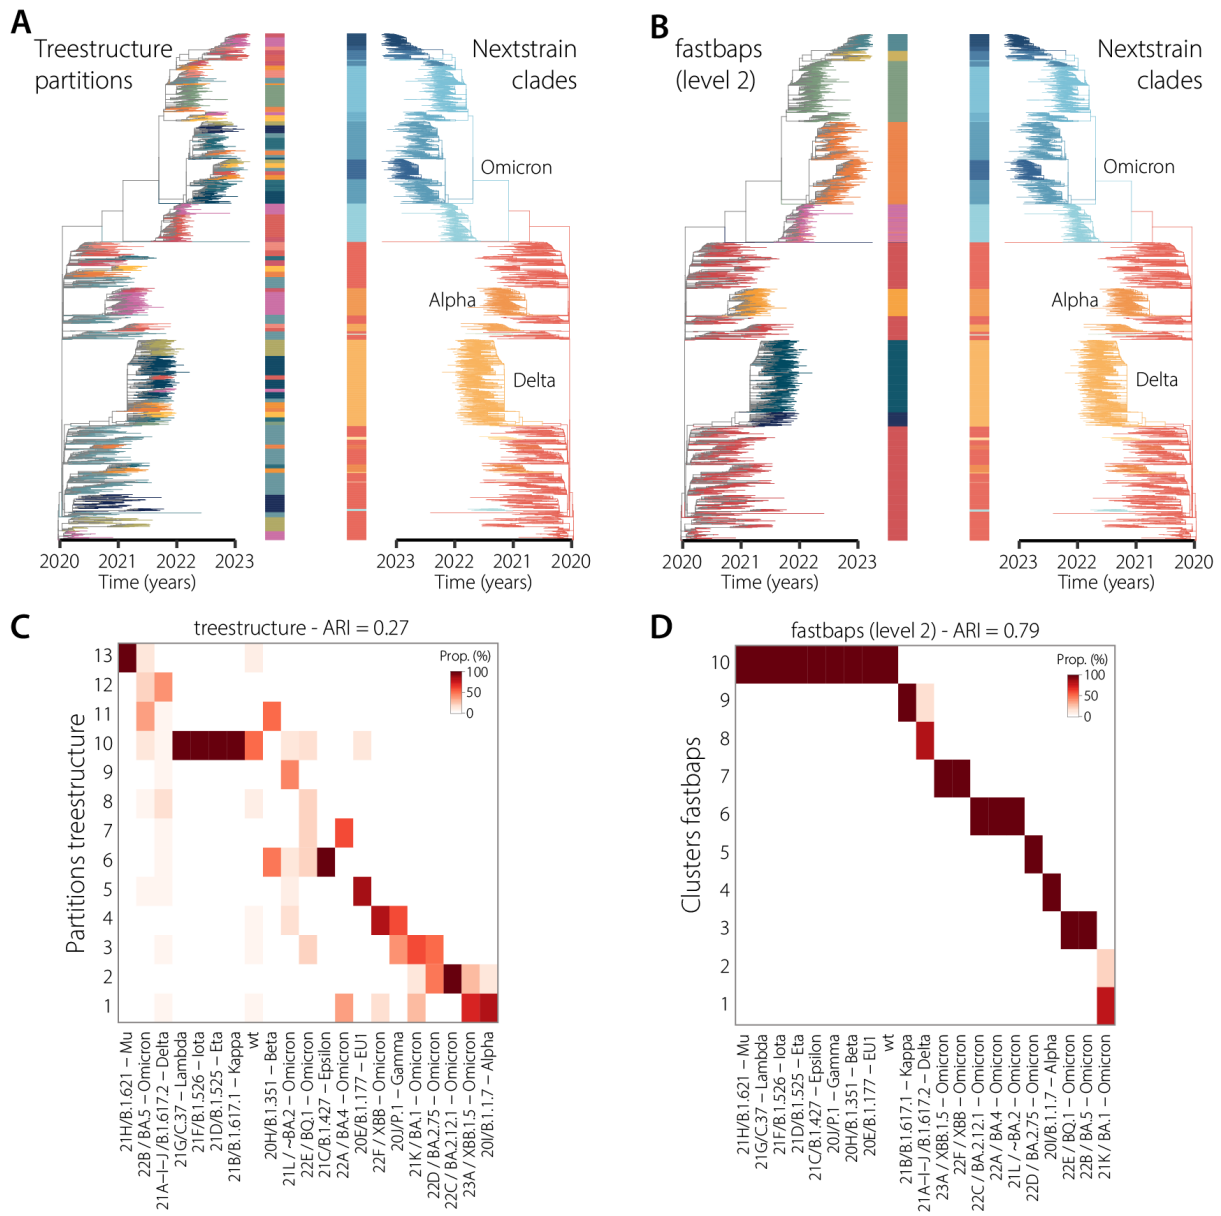 A
Treestructure
partitions
Nextstrain
clades
Omicron
Alpha
Delta
2020 2021 2022 2023
Time (years)
2023 2022 2021 2020
Time (years)
B
fastbaps
(level 2)
Nextstrain
clades
Omicron
Alpha
Delta
2020 2021 2022 2023
Time (years)
2023 2022 2021 2020
Time (years)
C
treestructure - ARI = 0.27
Prop. (%)
100
50
0
Partitions treestructure
13
12
11
10
9
8
7
6
5
4
3
2
1
21H/B.1.621 – Mu
22B / BA.5 – Omicron
21A–I–J /B.1.617.2 – Delta
21G/C.37 – Lambda
21F/B.1.526 – Iota
21D/B.1.525 – Eta
21B/B.1.617.1 – Kappa
wt
20H/B.1.351 – Beta
21L / ~BA.2 – Omicron
22E / BQ.1 – Omicron
21C/B.1.427 – Epsilon
22A / BA.4 – Omicron
20E/B.1.177 – EU1
22F / XBB – Omicron
20J/P.1 – Gamma
21K / BA.1 – Omicron
22D / BA.2.75 – Omicron
22C / BA.2.12.1 – Omicron
23A / XBB.1.5 – Omicron
20I/B.1.1.7 – Alpha
D
fastbaps (level 2) - ARI = 0.79
Prop. (%)
100
50
0
Clusters fastbaps
10
9
8
7
6
5
4
3
2
1
21H/B.1.621 – Mu
21G/C.37 – Lambda
21F/B.1.526 – Iota
21D/B.1.525 – Eta
21C/B.1.427 – Epsilon
20J/P.1 – Gamma
20H/B.1.351 – Beta
20E/B.1.177 – EU1
wt
21B/B.1.617.1 – Kappa
21A–I–J /B.1.617.2 – Delta
23A / XBB.1.5 – Omicron
22F / XBB – Omicron
22C / BA.2.12.1 – Omicron
22A / BA.4 – Omicron
21L / ~BA.2 – Omicron
22D / BA.2.75 – Omicron
20I/B.1.1.7 – Alpha
22E / BQ.1 – Omicron
22B / BA.5 – Omicron
21K / BA.1 – Omicron